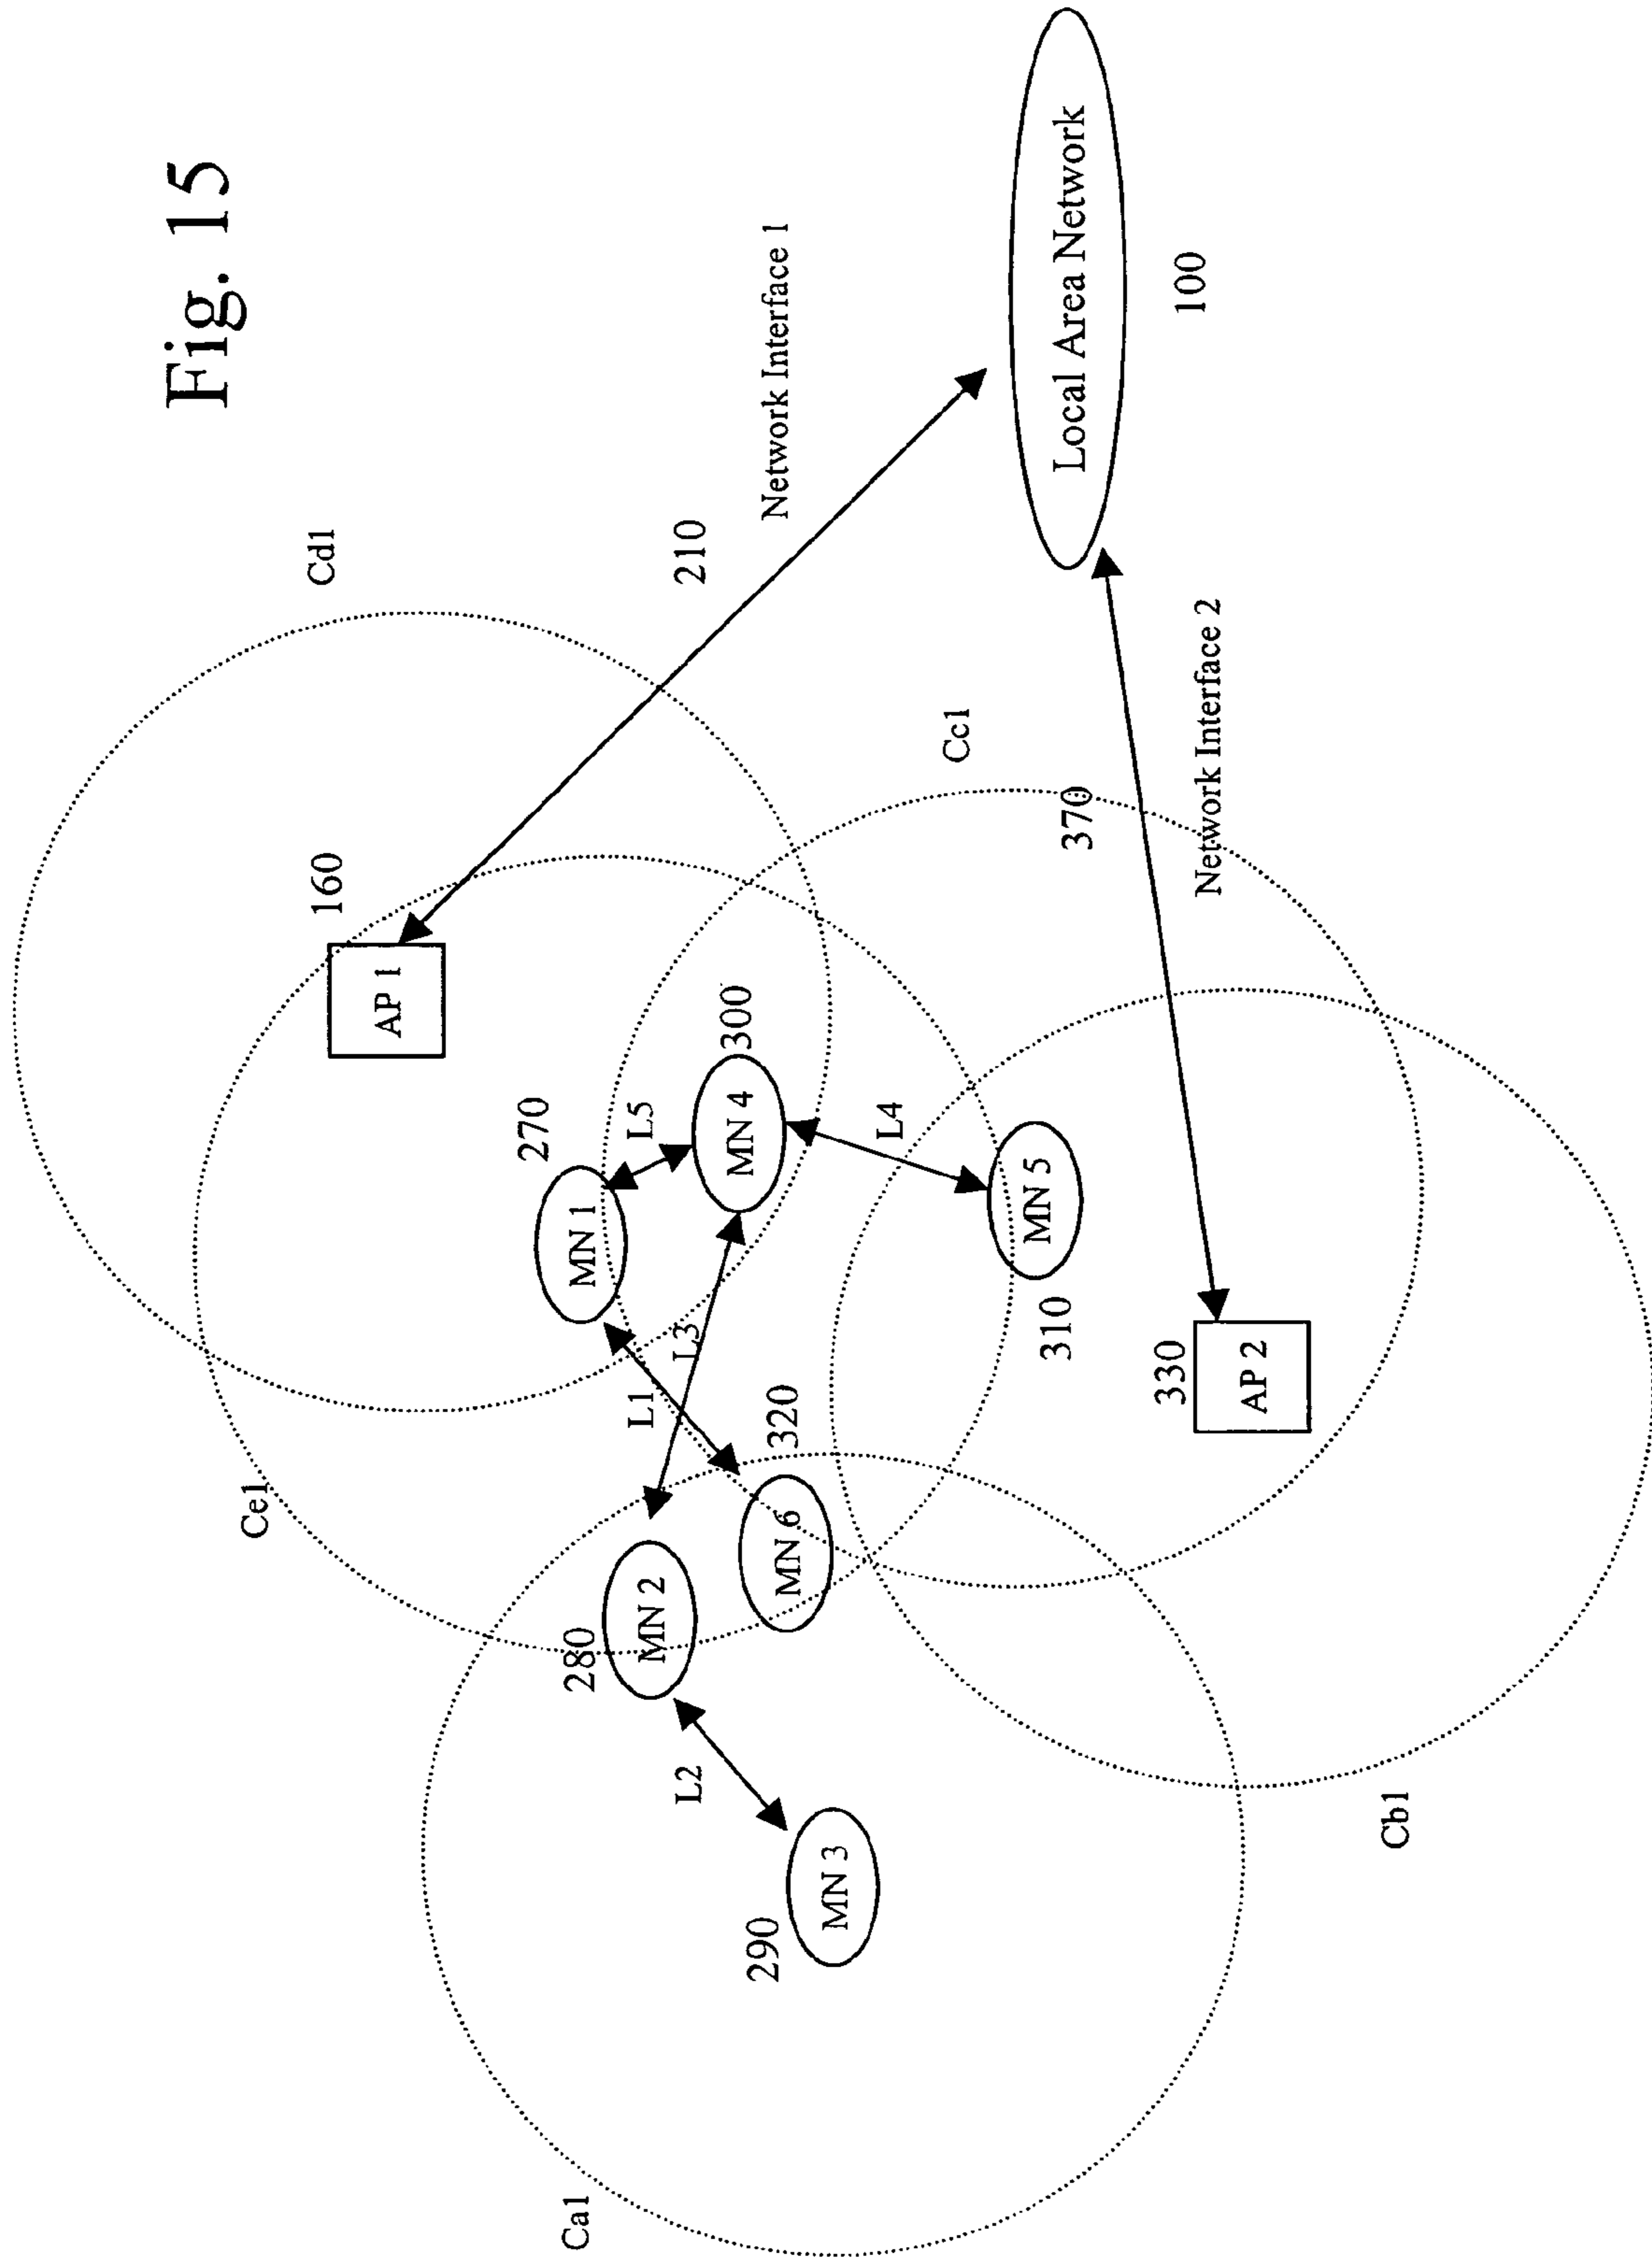 Fig. 15
Cd1
160
AP 1
210
Network Interface 1
Ce1
270
MN 1
L5
300
MN 4
L3
L1
280
MN 2
320
MN 6
L4
Cc1
370
Local Area Network
100
Ca1
L2
290
MN 3
310
MN 5
330
AP 2
Network Interface 2
Cb1